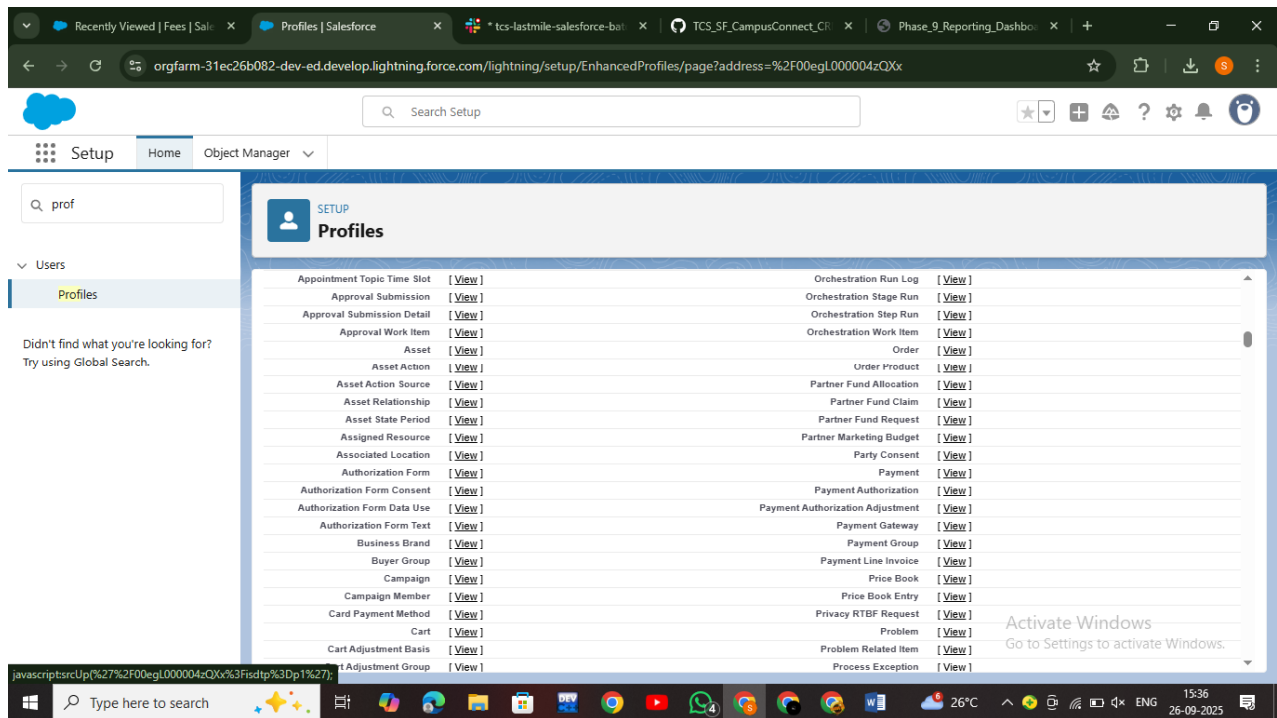 Recently Viewed | Fees | Sale
Profiles | Salesforce
* tcs-lastmile-salesforce-bat
TCS_SF_CampusConnect_CR
Phase_9_Reporting_Dashboa
orgfarm-31ec26b082-dev-ed.develop.lightning.force.com/lightning/setup/EnhancedProfiles/page?address=%2F00egL000004zQXx
S
Search Setup
Setup
Home
Object Manager
prof
Users
Profiles
Didn't find what you're looking for?
Try using Global Search.
SETUP
Profiles
Appointment Topic Time Slot [ View ] Orchestration Run Log [ View ]
Approval Submission [ View ] Orchestration Stage Run [ View ]
Approval Submission Detail [ View ] Orchestration Step Run [ View ]
Approval Work Item [ View ] Orchestration Work Item [ View ]
Asset [ View ] Order [ View ]
Asset Action [ View ] Order Product [ View ]
Asset Action Source [ View ] Partner Fund Allocation [ View ]
Asset Relationship [ View ] Partner Fund Claim [ View ]
Asset State Period [ View ] Partner Fund Request [ View ]
Assigned Resource [ View ] Partner Marketing Budget [ View ]
Associated Location [ View ] Party Consent [ View ]
Authorization Form [ View ] Payment [ View ]
Authorization Form Consent [ View ] Payment Authorization [ View ]
Authorization Form Data Use [ View ] Payment Authorization Adjustment [ View ]
Authorization Form Text [ View ] Payment Gateway [ View ]
Business Brand [ View ] Payment Group [ View ]
Buyer Group [ View ] Payment Line Invoice [ View ]
Campaign [ View ] Price Book [ View ]
Campaign Member [ View ] Price Book Entry [ View ]
Card Payment Method [ View ] Privacy RTBF Request [ View ]
Cart [ View ] Problem [ View ]
Cart Adjustment Basis [ View ] Problem Related Item [ View ]
rt Adjustment Group [ View ] Process Exception [ View ]
Activate Windows
Go to Settings to activate Windows.
javascript:srcUp(%27%2F00egL000004zQXx%3Fisdtp%3Dp1%27);
Type here to search
DEV
4
26°C
ENG
15:36
26-09-2025